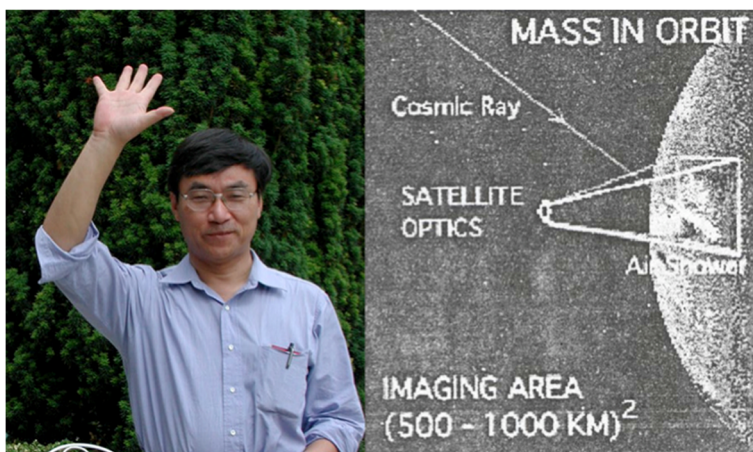 MASS IN ORBIT
Cosmic Ray
SATELLITE
OPTICS
Air Shower
IMAGING AREA
(500 - 1000 KM)²